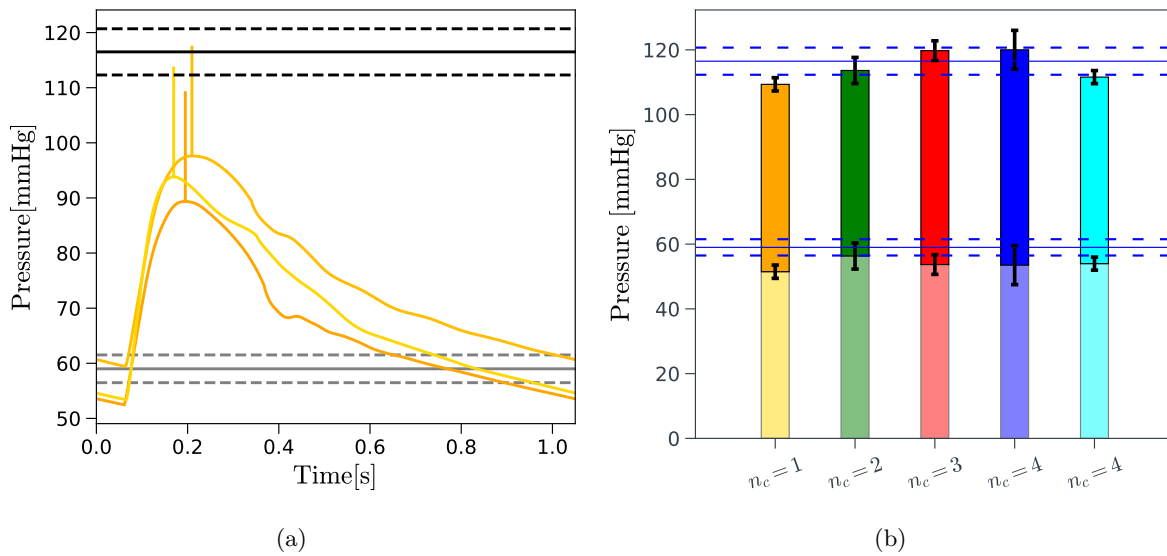 120
110
100
90
80
70
60
50
Pressure[mmHg]
0.0 0.2 0.4 0.6 0.8 1.0
Time[s]
(a)
120
100
80
60
40
20
0
Pressure [mmHg]
n_c = 1 n_c = 2 n_c = 3 n_c = 4 n_c = 4
(b)